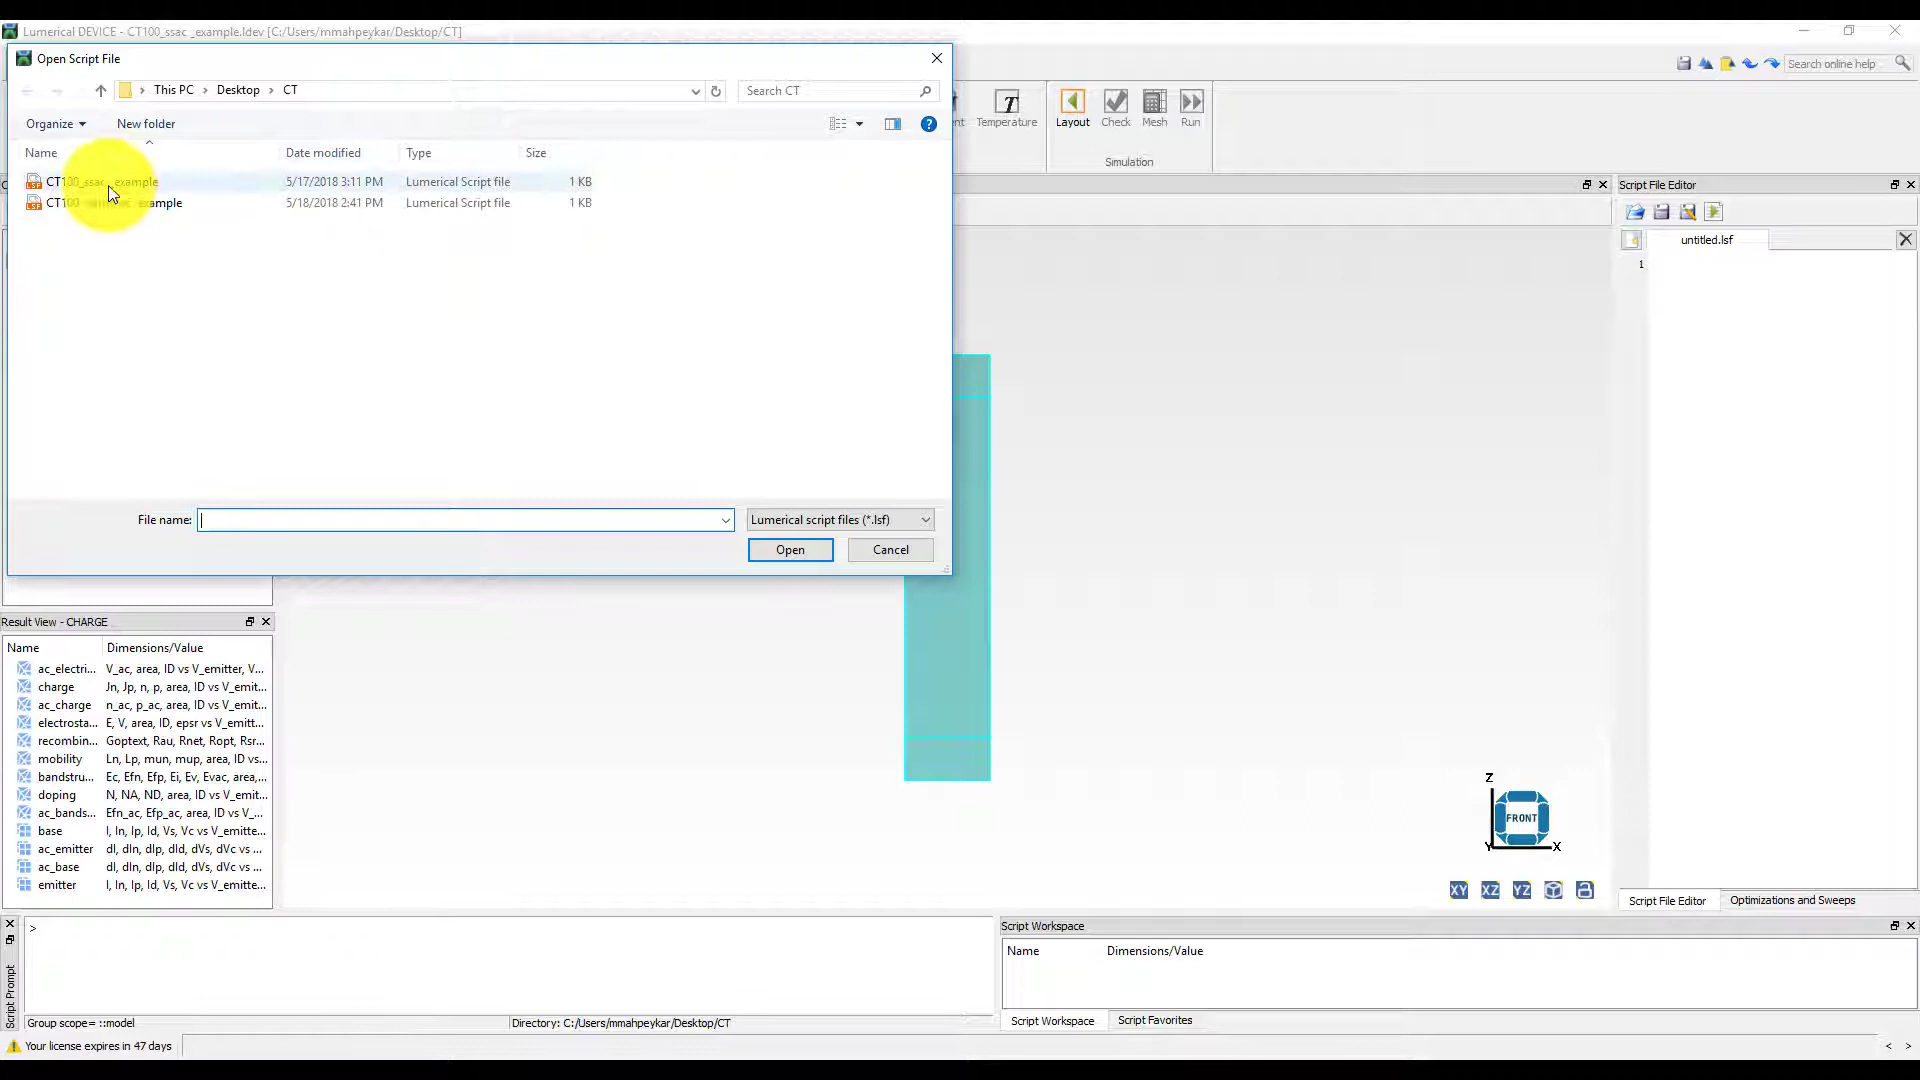 Lumerical DEVICE - CT100_ssac _example.ldev [C:/Users/mmahpeykar/Desktop/CT]
Open Script File
This PC > Desktop > CT
Search CT
Search online help
Organize
New folder
Temperature
Layout
Check
Mesh
Run
Simulation
Name
Date modified
Type
Size
CT100_ssac _example 5/17/2018 3:11 PM Lumerical Script file 1 KB
CT100 example 5/18/2018 2:41 PM Lumerical Script file 1 KB
Script File Editor
untitled.lsf
1
File name:
Lumerical script files (*.lsf)
Open
Cancel
Result View - CHARGE
Name Dimensions/Value
ac_electri... V_ac, area, ID vs V_emitter, V...
charge Jn, Jp, n, p, area, ID vs V_emit...
ac_charge n_ac, p_ac, area, ID vs V_emit...
electrosta... E, V, area, ID, epsr vs V_emitt...
recombin... Goptext, Rau, Rnet, Ropt, Rsr...
mobility Ln, Lp, mun, mup, area, ID vs...
bandstru... Ec, Efn, Efp, Ei, Ev, Evac, area,...
doping N, NA, ND, area, ID vs V_emit...
ac_bands... Efn_ac, Efp_ac, area, ID vs V_...
base I, In, Ip, Id, Vs, Vc vs V_emitte...
ac_emitter dI, dIn, dIp, dId, dVs, dVc vs ...
ac_base dI, dIn, dIp, dId, dVs, dVc vs ...
emitter I, In, Ip, Id, Vs, Vc vs V_emitte...
Z
FRONT
Y X
XY XZ YZ
Script File Editor
Optimizations and Sweeps
>
Script Prompt
Script Workspace
Name Dimensions/Value
Script Workspace
Script Favorites
Group scope= ::model
Directory: C:/Users/mmahpeykar/Desktop/CT
Your license expires in 47 days